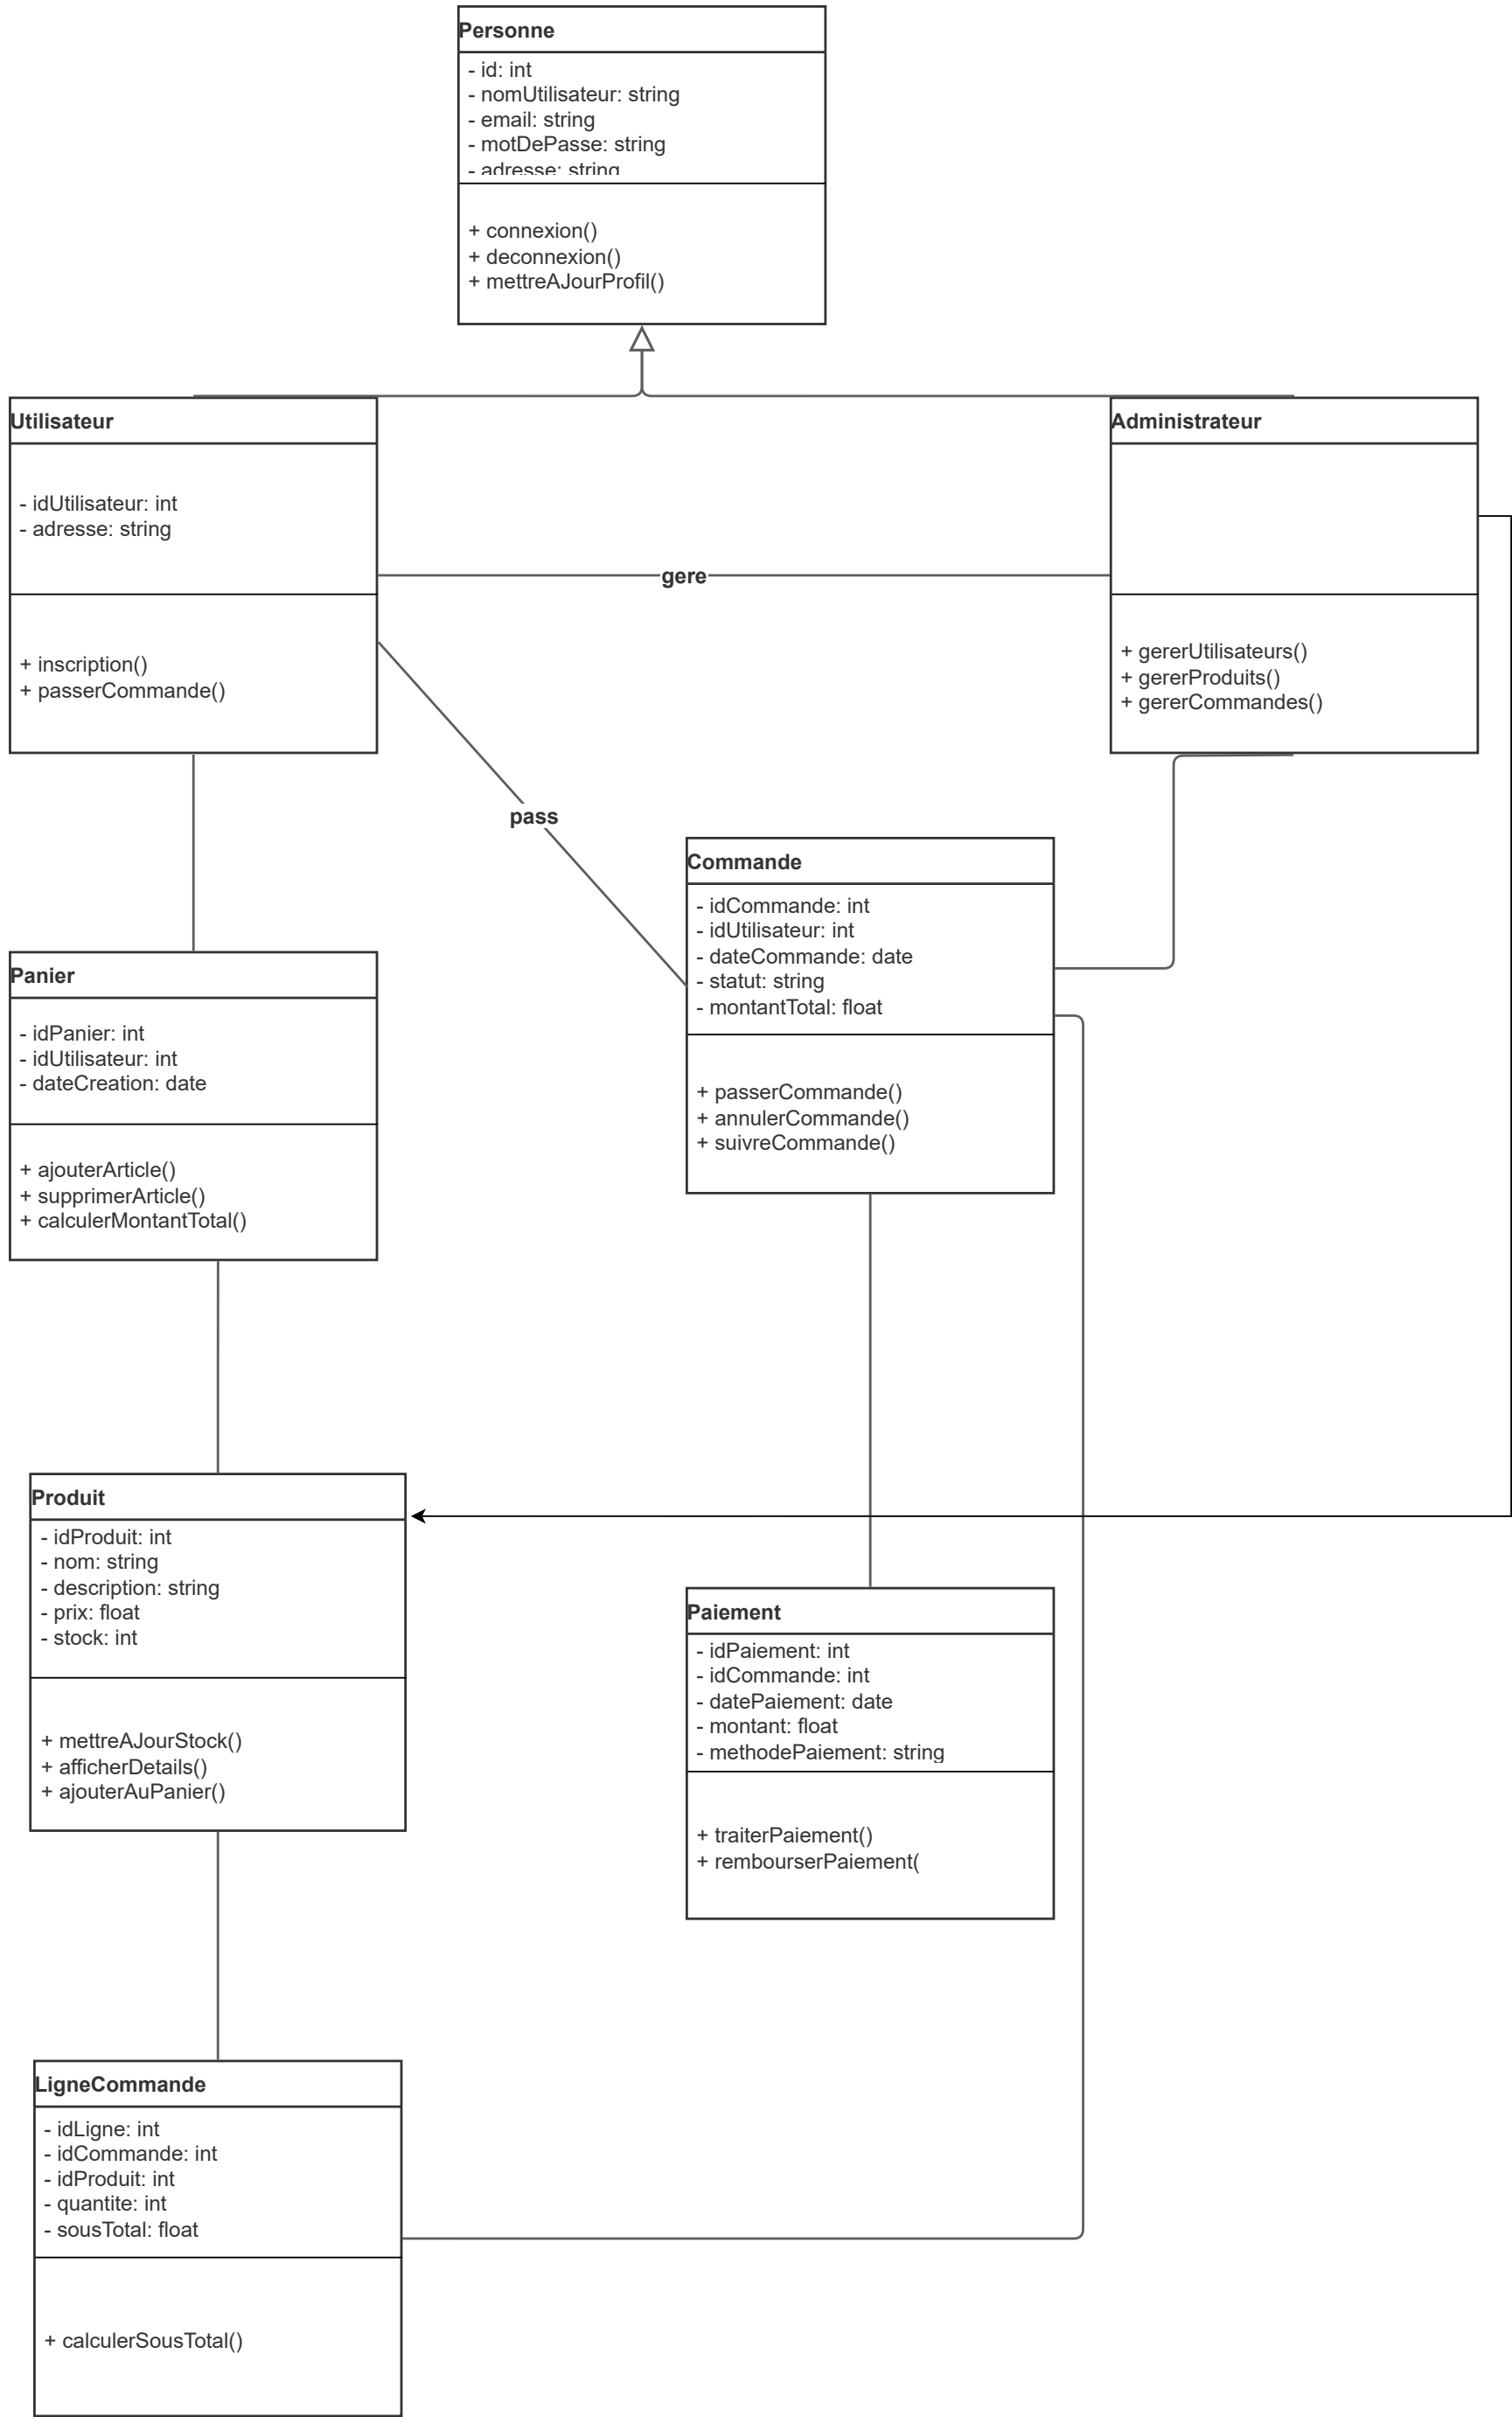 Personne
- id: int
- nomUtilisateur: string
- email: string
- motDePasse: string
- adresse: string
+ connexion()
+ deconnexion()
+ mettreAJourProfil()
Utilisateur
- idUtilisateur: int
- adresse: string
+ inscription()
+ passerCommande()
Administrateur
+ gererUtilisateurs()
+ gererProduits()
+ gererCommandes()
gere
pass
Commande
- idCommande: int
- idUtilisateur: int
- dateCommande: date
- statut: string
- montantTotal: float
+ passerCommande()
+ annulerCommande()
+ suivreCommande()
Panier
- idPanier: int
- idUtilisateur: int
- dateCreation: date
+ ajouterArticle()
+ supprimerArticle()
+ calculerMontantTotal()
Produit
- idProduit: int
- nom: string
- description: string
- prix: float
- stock: int
+ mettreAJourStock()
+ afficherDetails()
+ ajouterAuPanier()
Paiement
- idPaiement: int
- idCommande: int
- datePaiement: date
- montant: float
- methodePaiement: string
+ traiterPaiement()
+ rembourserPaiement(
LigneCommande
- idLigne: int
- idCommande: int
- idProduit: int
- quantite: int
- sousTotal: float
+ calculerSousTotal()